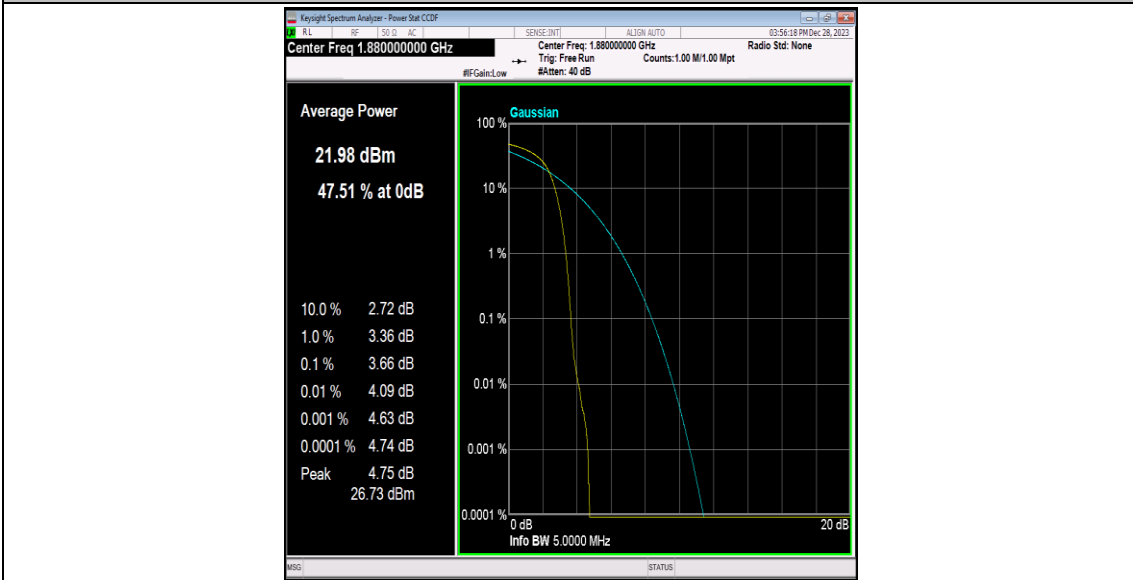 Keysight Spectrum Analyzer - Power Stat CCDF
LXI RL RF 50 Ω AC SENSE:INT ALIGN AUTO 03:56:18 PM Dec 28, 2023
Center Freq 1.880000000 GHz
Center Freq: 1.880000000 GHz Radio Std: None
Trig: Free Run Counts:1.00 M/1.00 Mpt
#IFGain:Low #Atten: 40 dB
Average Power
21.98 dBm
47.51 % at 0dB
10.0 % 2.72 dB
1.0 % 3.36 dB
0.1 % 3.66 dB
0.01 % 4.09 dB
0.001 % 4.63 dB
0.0001 % 4.74 dB
Peak 4.75 dB
26.73 dBm
Gaussian
100 %
10 %
1 %
0.1 %
0.01 %
0.001 %
0.0001 %
0 dB 20 dB
Info BW 5.0000 MHz
MSG STATUS